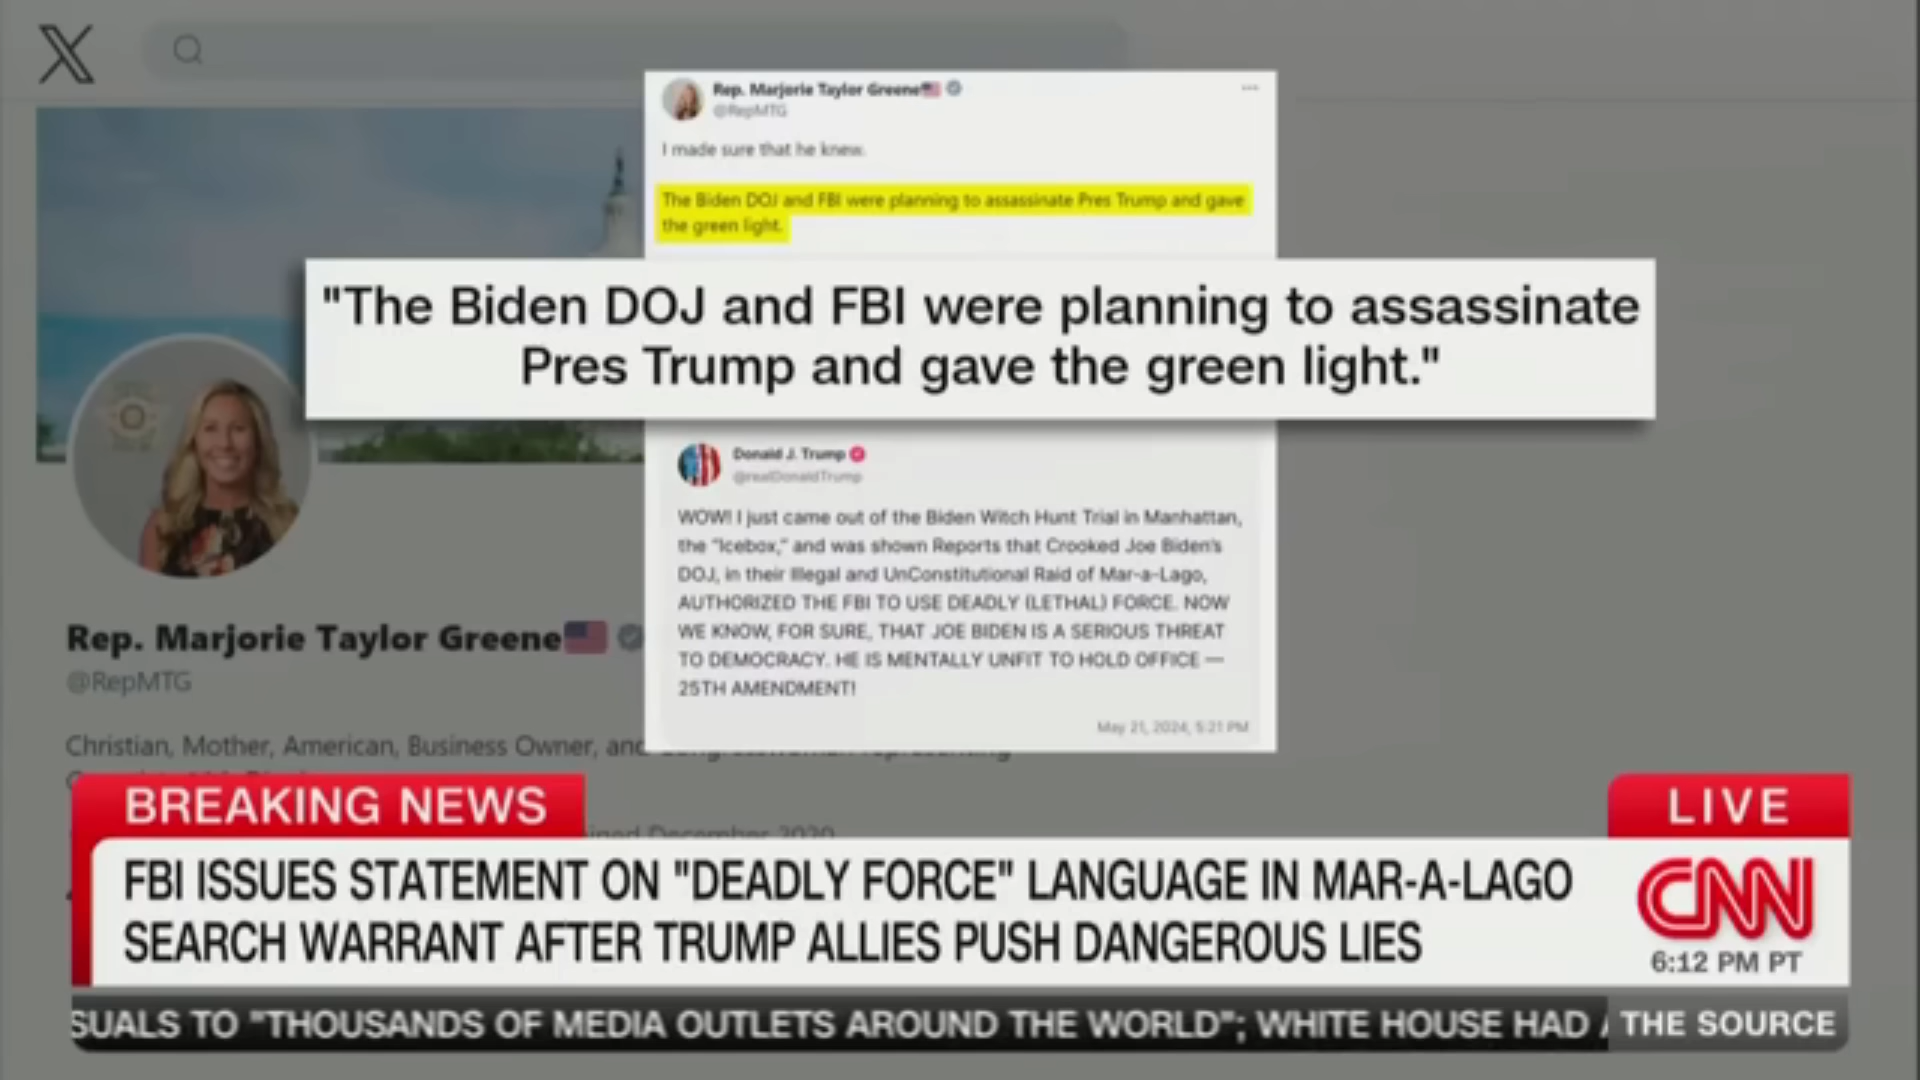 X
Rep. Marjorie Taylor Greene
@RepMTG
I made sure that he knew.
The Biden DOJ and FBI were planning to assassinate Pres Trump and gave
the green light.
"The Biden DOJ and FBI were planning to assassinate
Pres Trump and gave the green light."
Donald J. Trump
@realDonaldTrump
WOW! I just came out of the Biden Witch Hunt Trial in Manhattan,
the "Icebox," and was shown Reports that Crooked Joe Biden's
DOJ, in their Illegal and UnConstitutional Raid of Mar-a-Lago,
AUTHORIZED THE FBI TO USE DEADLY (LETHAL) FORCE. NOW
WE KNOW, FOR SURE, THAT JOE BIDEN IS A SERIOUS THREAT
TO DEMOCRACY. HE IS MENTALLY UNFIT TO HOLD OFFICE —
25TH AMENDMENT!
May 21, 2024, 5:21 PM
Rep. Marjorie Taylor Greene
@RepMTG
Christian, Mother, American, Business Owner, and
December 2020
BREAKING NEWS
LIVE
FBI ISSUES STATEMENT ON "DEADLY FORCE" LANGUAGE IN MAR-A-LAGO
SEARCH WARRANT AFTER TRUMP ALLIES PUSH DANGEROUS LIES
CNN
6:12 PM PT
SUALS TO "THOUSANDS OF MEDIA OUTLETS AROUND THE WORLD"; WHITE HOUSE HAD
THE SOURCE